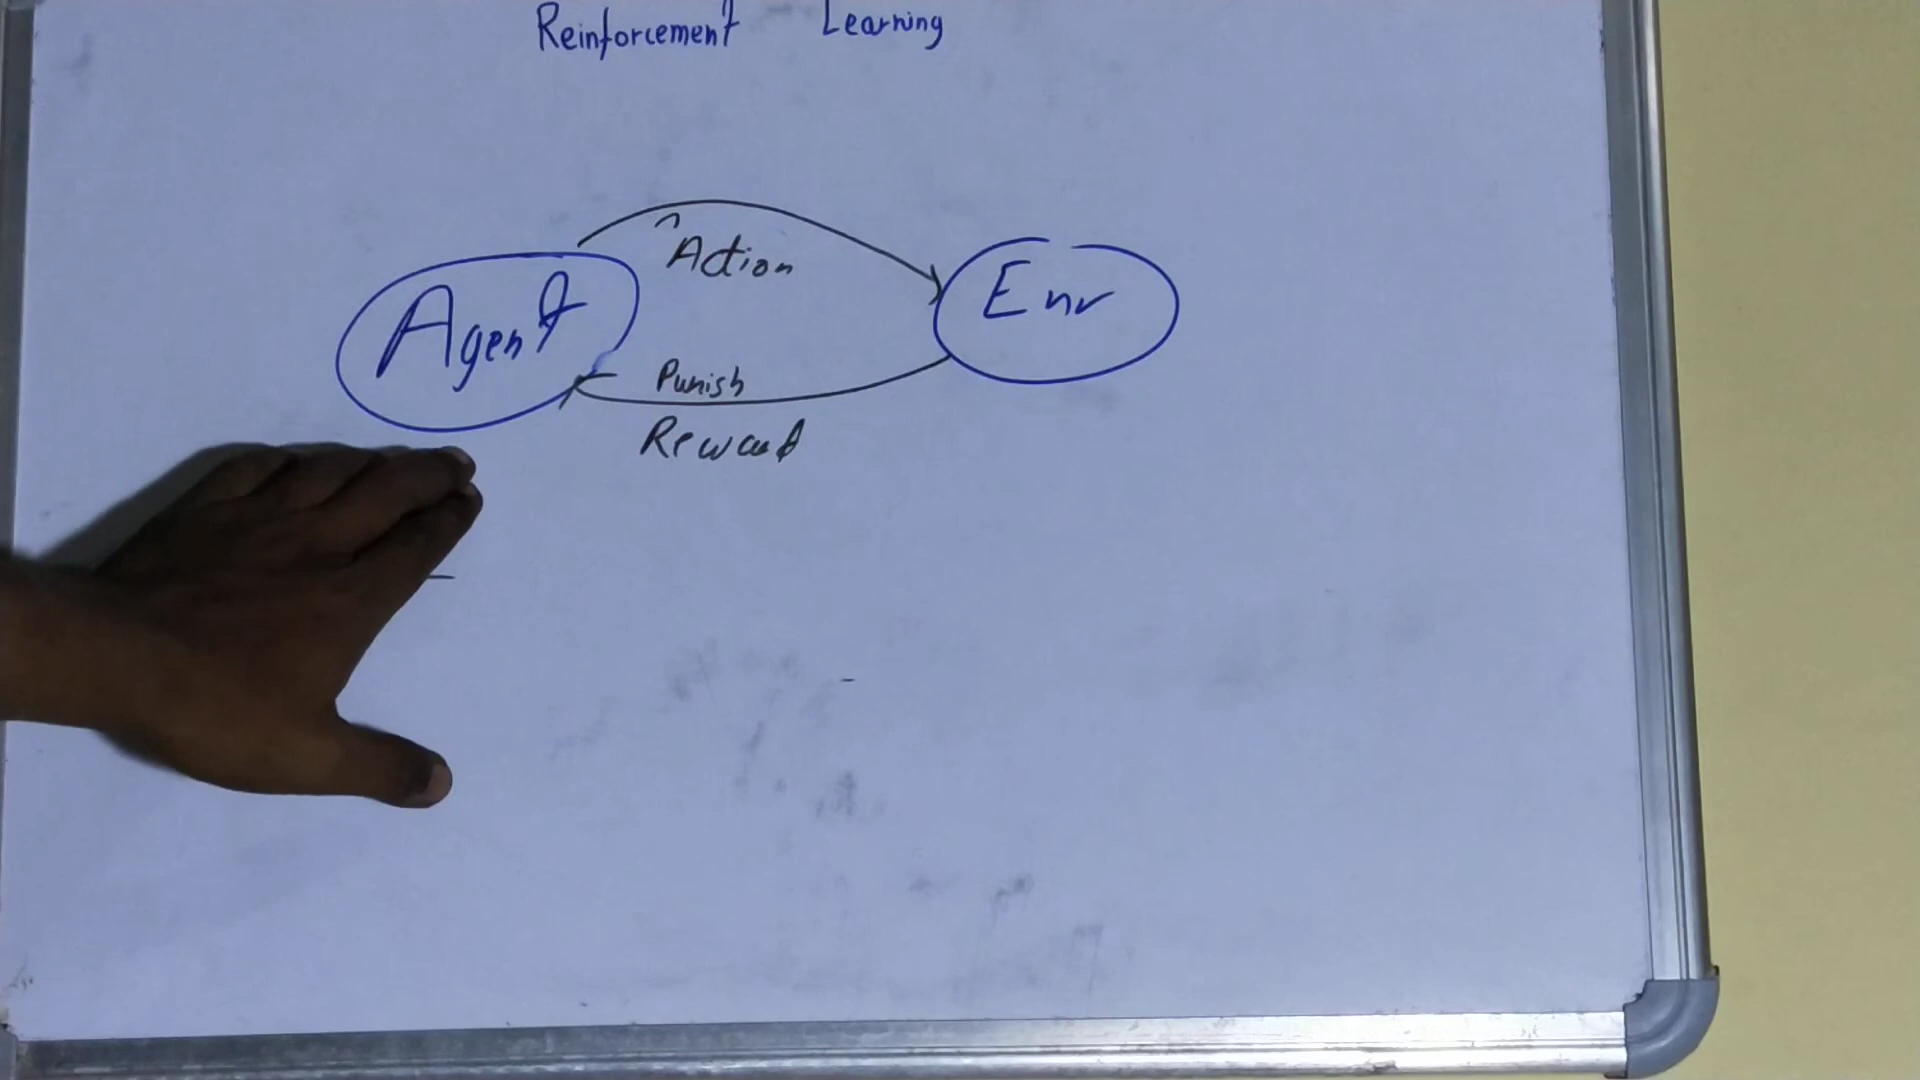 Reinforcement Learning
Action
Agent
Env
Punish
Reward